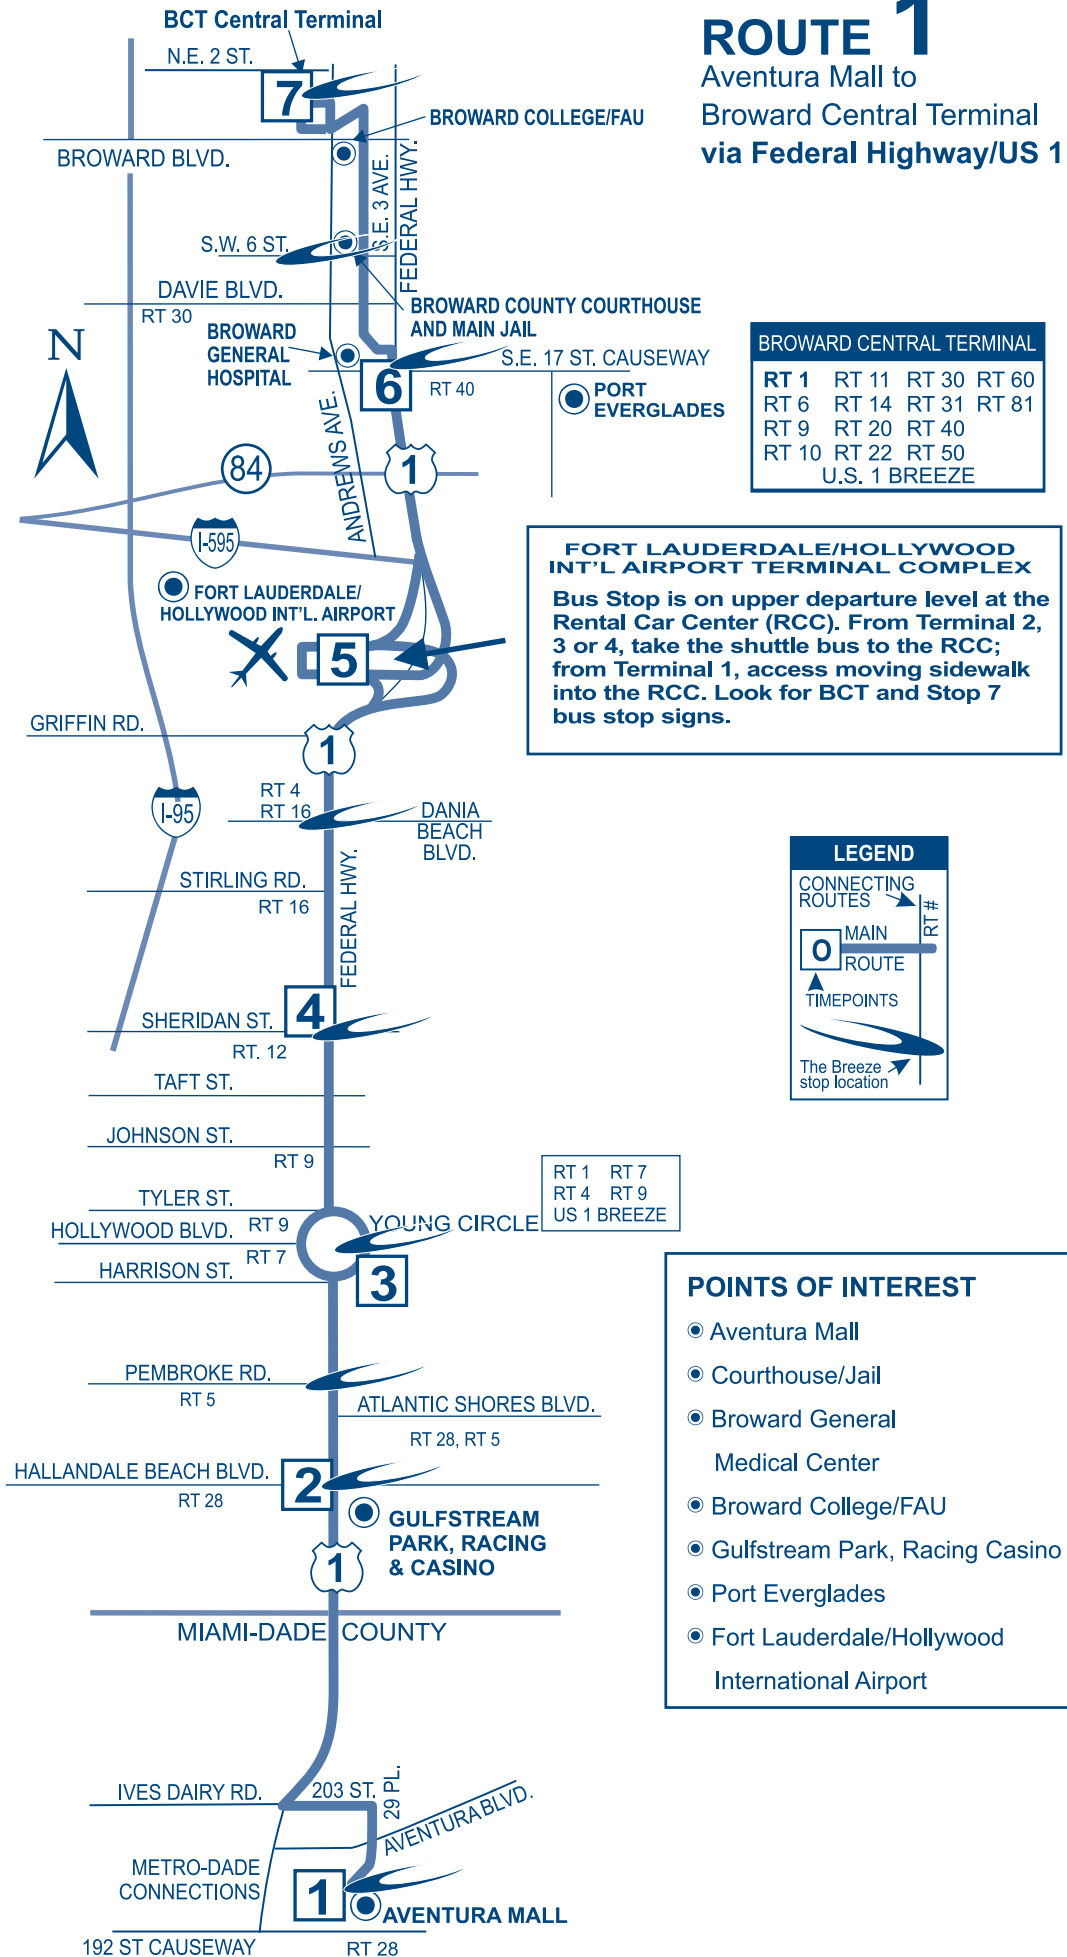 BCT Central Terminal
ROUTE 1
Aventura Mall to
Broward Central Terminal
via Federal Highway/US 1
N.E. 2 ST.
7
BROWARD COLLEGE/FAU
BROWARD BLVD.
S.E. 3 AVE.
FEDERAL HWY.
S.W. 6 ST.
DAVIE BLVD.
RT 30
BROWARD COUNTY COURTHOUSE
AND MAIN JAIL
N
BROWARD
GENERAL
HOSPITAL
S.E. 17 ST. CAUSEWAY
6
RT 40
PORT
EVERGLADES
BROWARD CENTRAL TERMINAL
RT 1 RT 11 RT 30 RT 60
RT 6 RT 14 RT 31 RT 81
RT 9 RT 20 RT 40
RT 10 RT 22 RT 50
U.S. 1 BREEZE
ANDREWS AVE.
84
1
I-595
FORT LAUDERDALE/
HOLLYWOOD INT'L. AIRPORT
5
FORT LAUDERDALE/HOLLYWOOD
INT'L AIRPORT TERMINAL COMPLEX
Bus Stop is on upper departure level at the
Rental Car Center (RCC). From Terminal 2,
3 or 4, take the shuttle bus to the RCC;
from Terminal 1, access moving sidewalk
into the RCC. Look for BCT and Stop 7
bus stop signs.
GRIFFIN RD.
1
I-95
RT 4
RT 16
DANIA
BEACH
BLVD.
STIRLING RD.
RT 16
FEDERAL HWY.
LEGEND
CONNECTING
ROUTES
RT #
O
MAIN
ROUTE
TIMEPOINTS
The Breeze
stop location
4
SHERIDAN ST.
RT. 12
TAFT ST.
JOHNSON ST.
RT 9
TYLER ST.
HOLLYWOOD BLVD.
RT 9
RT 7
YOUNG CIRCLE
RT 1 RT 7
RT 4 RT 9
US 1 BREEZE
HARRISON ST.
3
PEMBROKE RD.
RT 5
ATLANTIC SHORES BLVD.
RT 28, RT 5
HALLANDALE BEACH BLVD.
RT 28
2
GULFSTREAM
PARK, RACING
& CASINO
1
POINTS OF INTEREST
Aventura Mall
Courthouse/Jail
Broward General
Medical Center
Broward College/FAU
Gulfstream Park, Racing Casino
Port Everglades
Fort Lauderdale/Hollywood
International Airport
MIAMI-DADE COUNTY
IVES DAIRY RD.
203 ST.
29 PL.
AVENTURA BLVD.
METRO-DADE
CONNECTIONS
1
AVENTURA MALL
192 ST CAUSEWAY
RT 28